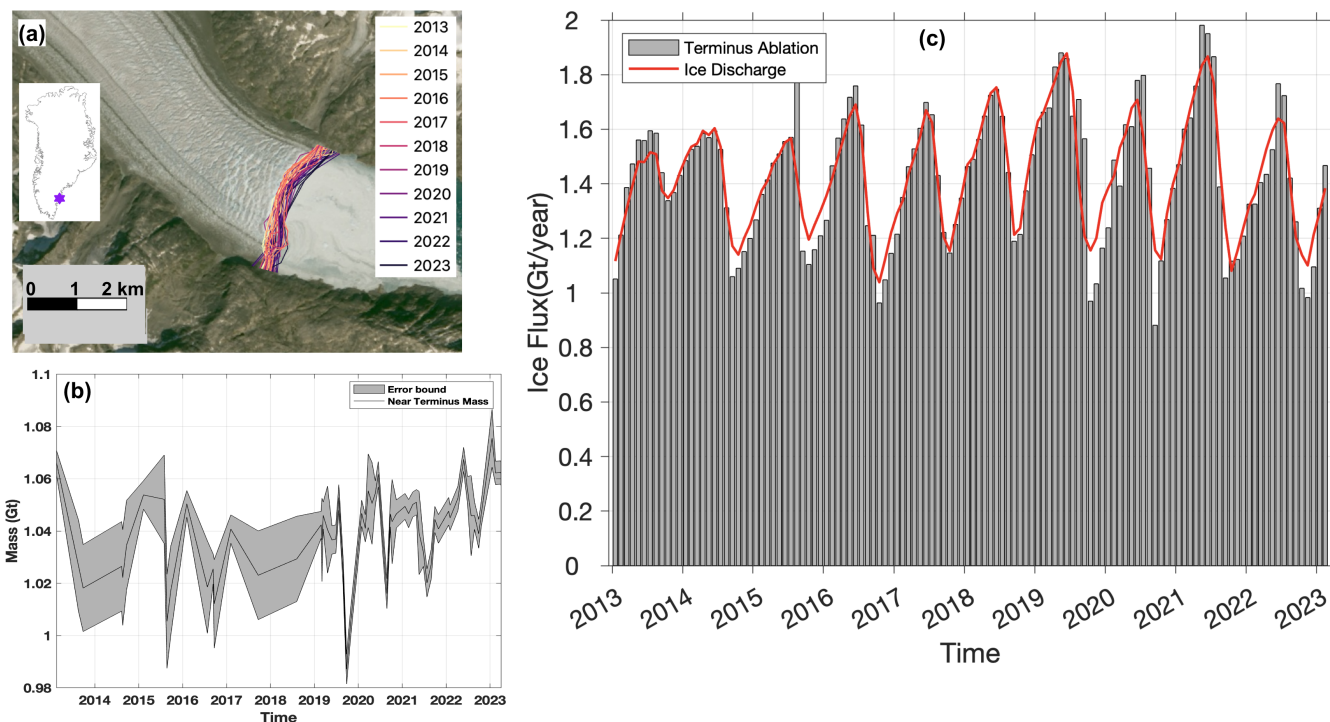 (a)
2013
2014
2015
2016
2017
2018
2019
2020
2021
2022
2023
0 1 2 km
(b)
Error bound
Near Terminus Mass
1.1
1.08
1.06
1.04
1.02
1
0.98
Mass (Gt)
2014 2015 2016 2017 2018 2019 2020 2021 2022 2023
Time
(c)
Terminus Ablation
Ice Discharge
2
1.8
1.6
1.4
1.2
1
0.8
0.6
0.4
0.2
0
Ice Flux(Gt/year)
2013 2014 2015 2016 2017 2018 2019 2020 2021 2022 2023
Time